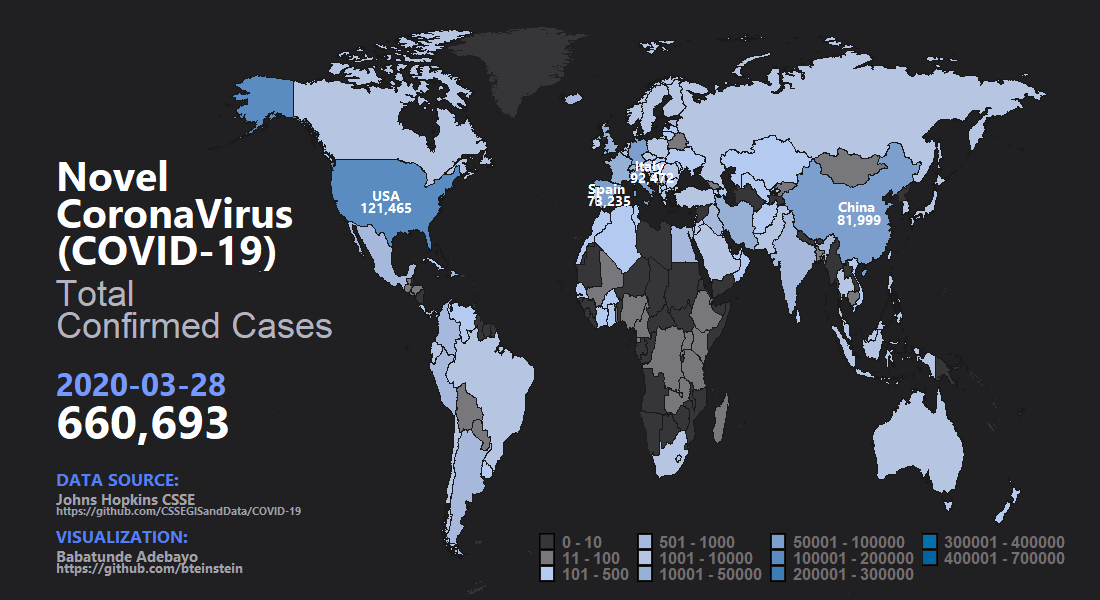 Novel
CoronaVirus
(COVID-19)
Total
Confirmed Cases
2020-03-28
660,693
DATA SOURCE:
Johns Hopkins CSSE
https://github.com/CSSEGISandData/COVID-19
VISUALIZATION:
Babatunde Adebayo
https://github.com/bteinstein
USA
121,465
Italy
92,472
Spain
73,235
China
81,999
0 - 10
11 - 100
101 - 500
501 - 1000
1001 - 10000
10001 - 50000
50001 - 100000
100001 - 200000
200001 - 300000
300001 - 400000
400001 - 700000